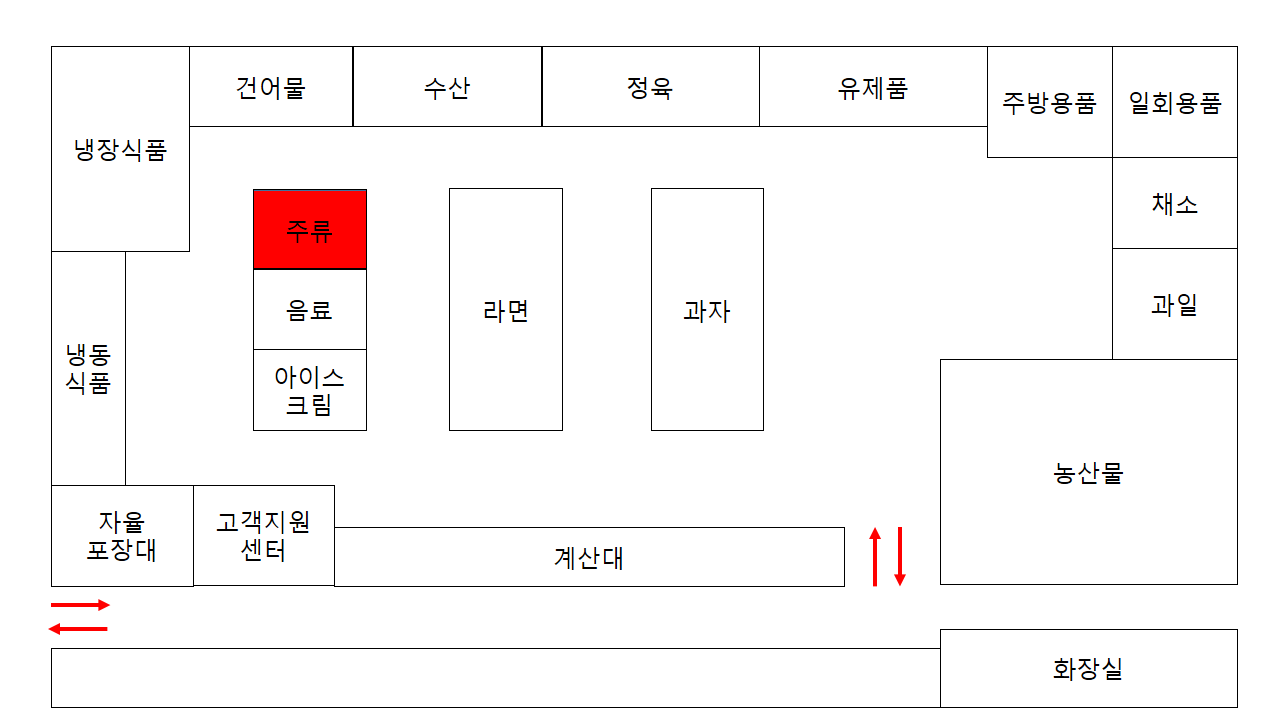 건어물
수산
정육
유제품
주방용품
일회용품
냉장식품
채소
주류
음료
라면
과자
과일
냉동
식품
아이스
크림
농산물
자율
포장대
고객지원
센터
계산대
화장실